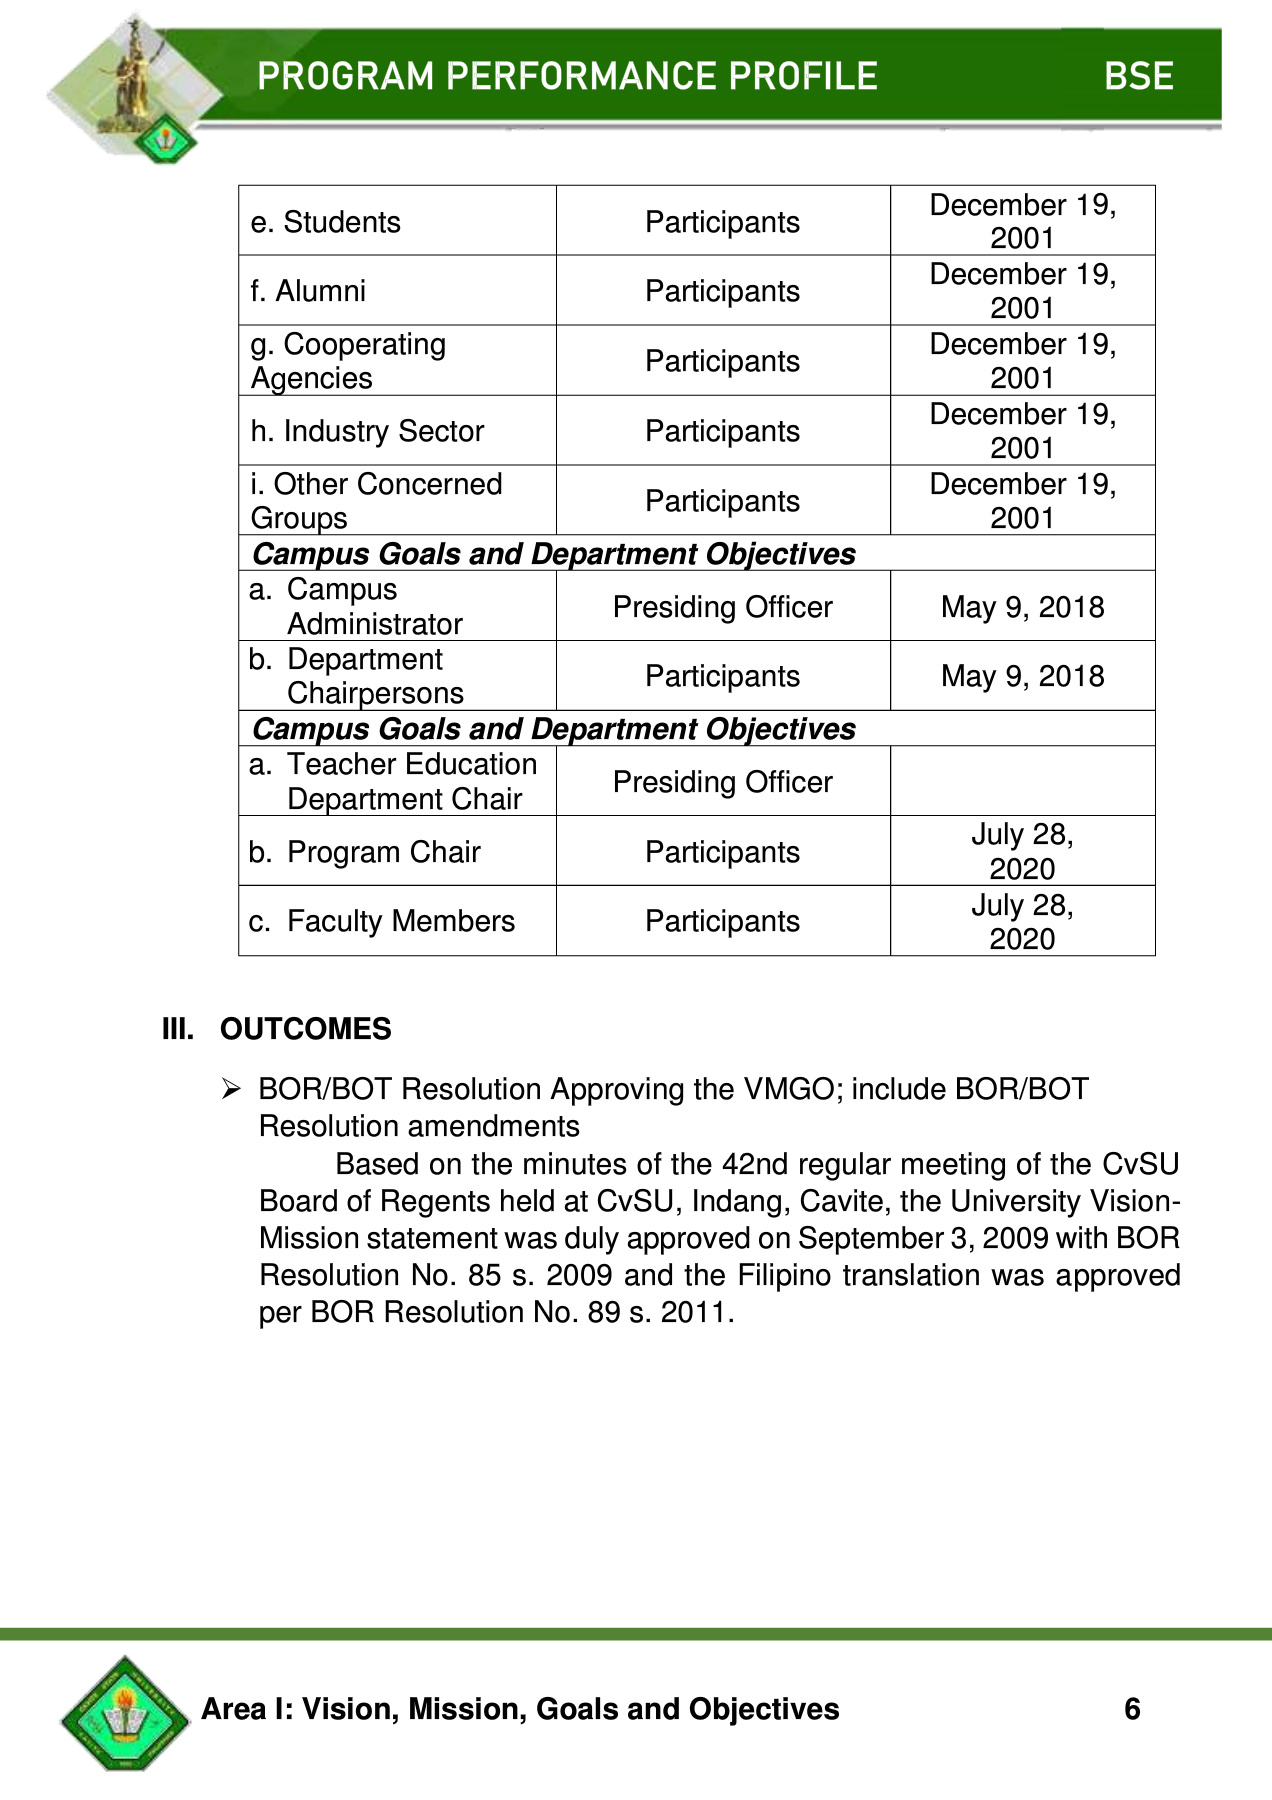 PROGRAM PERFORMANCE PROFILE BSE
e. Students Participants December 19,
2001
f. Alumni Participants December 19,
2001
g. Cooperating
Agencies Participants December 19,
2001
h. Industry Sector Participants December 19,
2001
i. Other Concerned
Groups Participants December 19,
2001
Campus Goals and Department Objectives
a. Campus
Administrator Presiding Officer May 9, 2018
b. Department
Chairpersons Participants May 9, 2018
Campus Goals and Department Objectives
a. Teacher Education
Department Chair Presiding Officer
b. Program Chair Participants July 28,
2020
c. Faculty Members Participants July 28,
2020
III. OUTCOMES
➢ BOR/BOT Resolution Approving the VMGO; include BOR/BOT
Resolution amendments
Based on the minutes of the 42nd regular meeting of the CvSU
Board of Regents held at CvSU, Indang, Cavite, the University Vision-
Mission statement was duly approved on September 3, 2009 with BOR
Resolution No. 85 s. 2009 and the Filipino translation was approved
per BOR Resolution No. 89 s. 2011.
Area I: Vision, Mission, Goals and Objectives 6